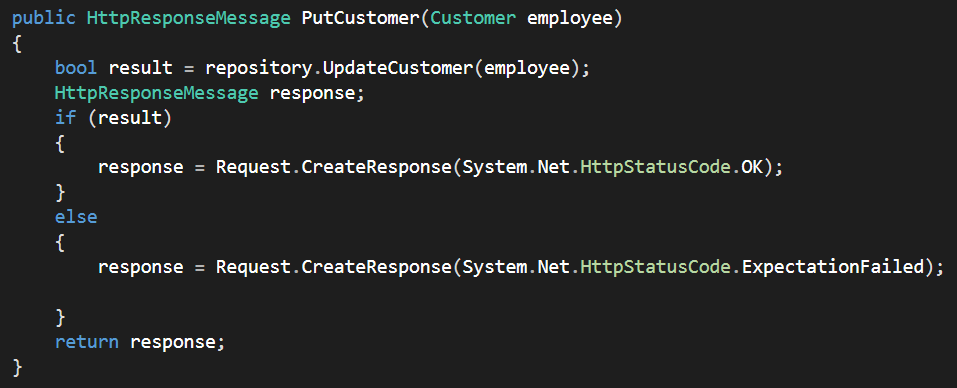 public HttpResponseMessage PutCustomer(Customer employee)
{
    bool result = repository.UpdateCustomer(employee);
    HttpResponseMessage response;
    if (result)
    {
        response = Request.CreateResponse(System.Net.HttpStatusCode.OK);
    }
    else
    {
        response = Request.CreateResponse(System.Net.HttpStatusCode.ExpectationFailed);
    }
    return response;
}